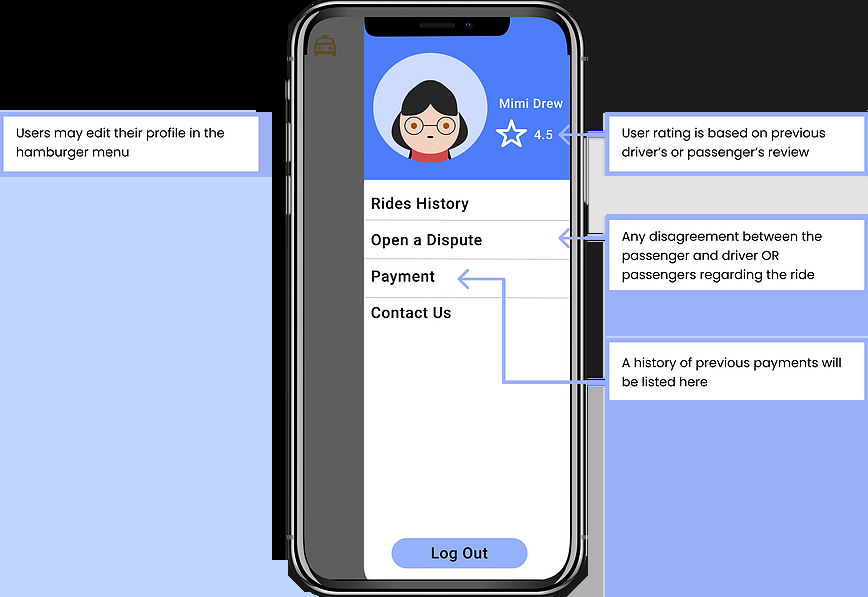 Users may edit their profile in the
hamburger menu
Mimi Drew
4.5
Rides History
Open a Dispute
Payment
Contact Us
Log Out
User rating is based on previous
driver's or passenger's review
Any disagreement between the
passenger and driver OR
passengers regarding the ride
A history of previous payments will
be listed here